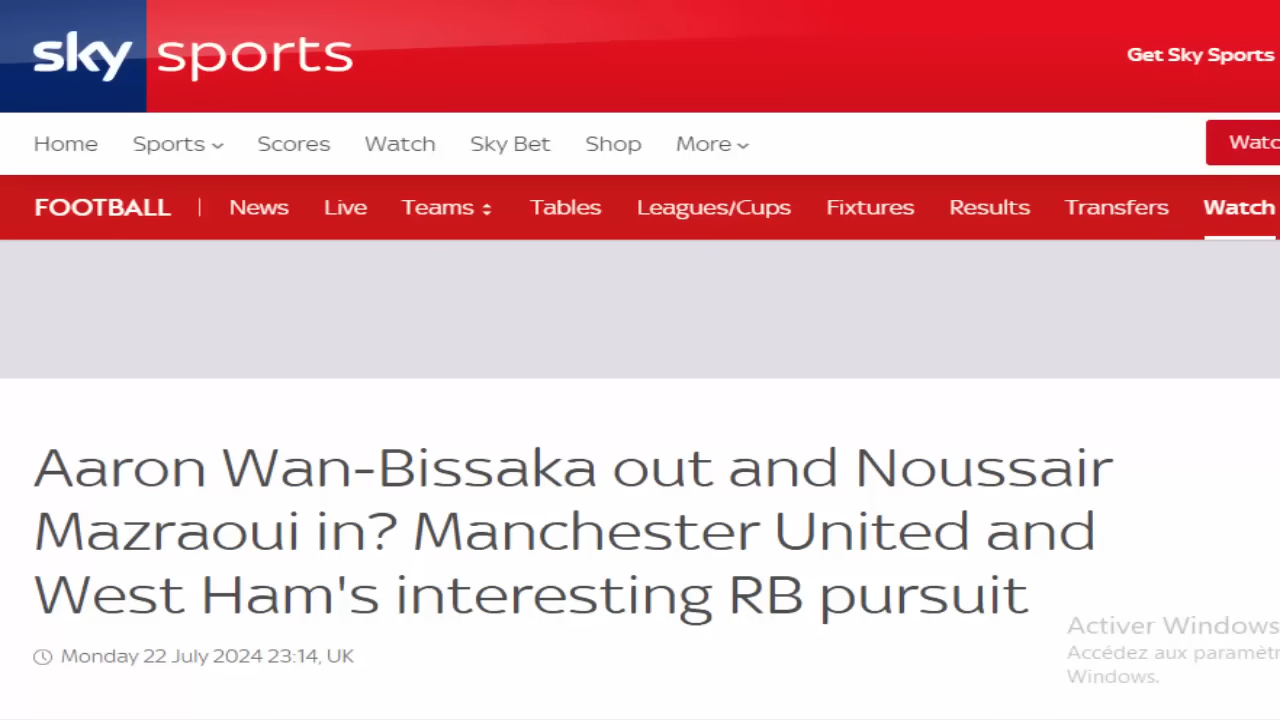 sky sports
Get Sky Sports
Home Sports Scores Watch Sky Bet Shop More
FOOTBALL | News Live Teams Tables Leagues/Cups Fixtures Results Transfers Watch
Aaron Wan-Bissaka out and Noussair
Mazraoui in? Manchester United and
West Ham's interesting RB pursuit
Monday 22 July 2024 23:14, UK
Activer Windows
Accédez aux
Windows.